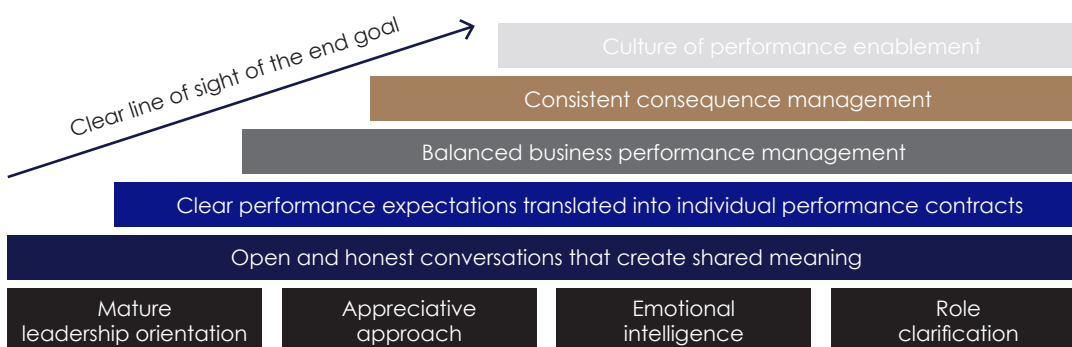 Clear line of sight of the end goal
Culture of performance enablement
Consistent consequence management
Balanced business performance management
Clear performance expectations translated into individual performance contracts
Open and honest conversations that create shared meaning
Mature
leadership orientation
Appreciative
approach
Emotional
intelligence
Role
clarification